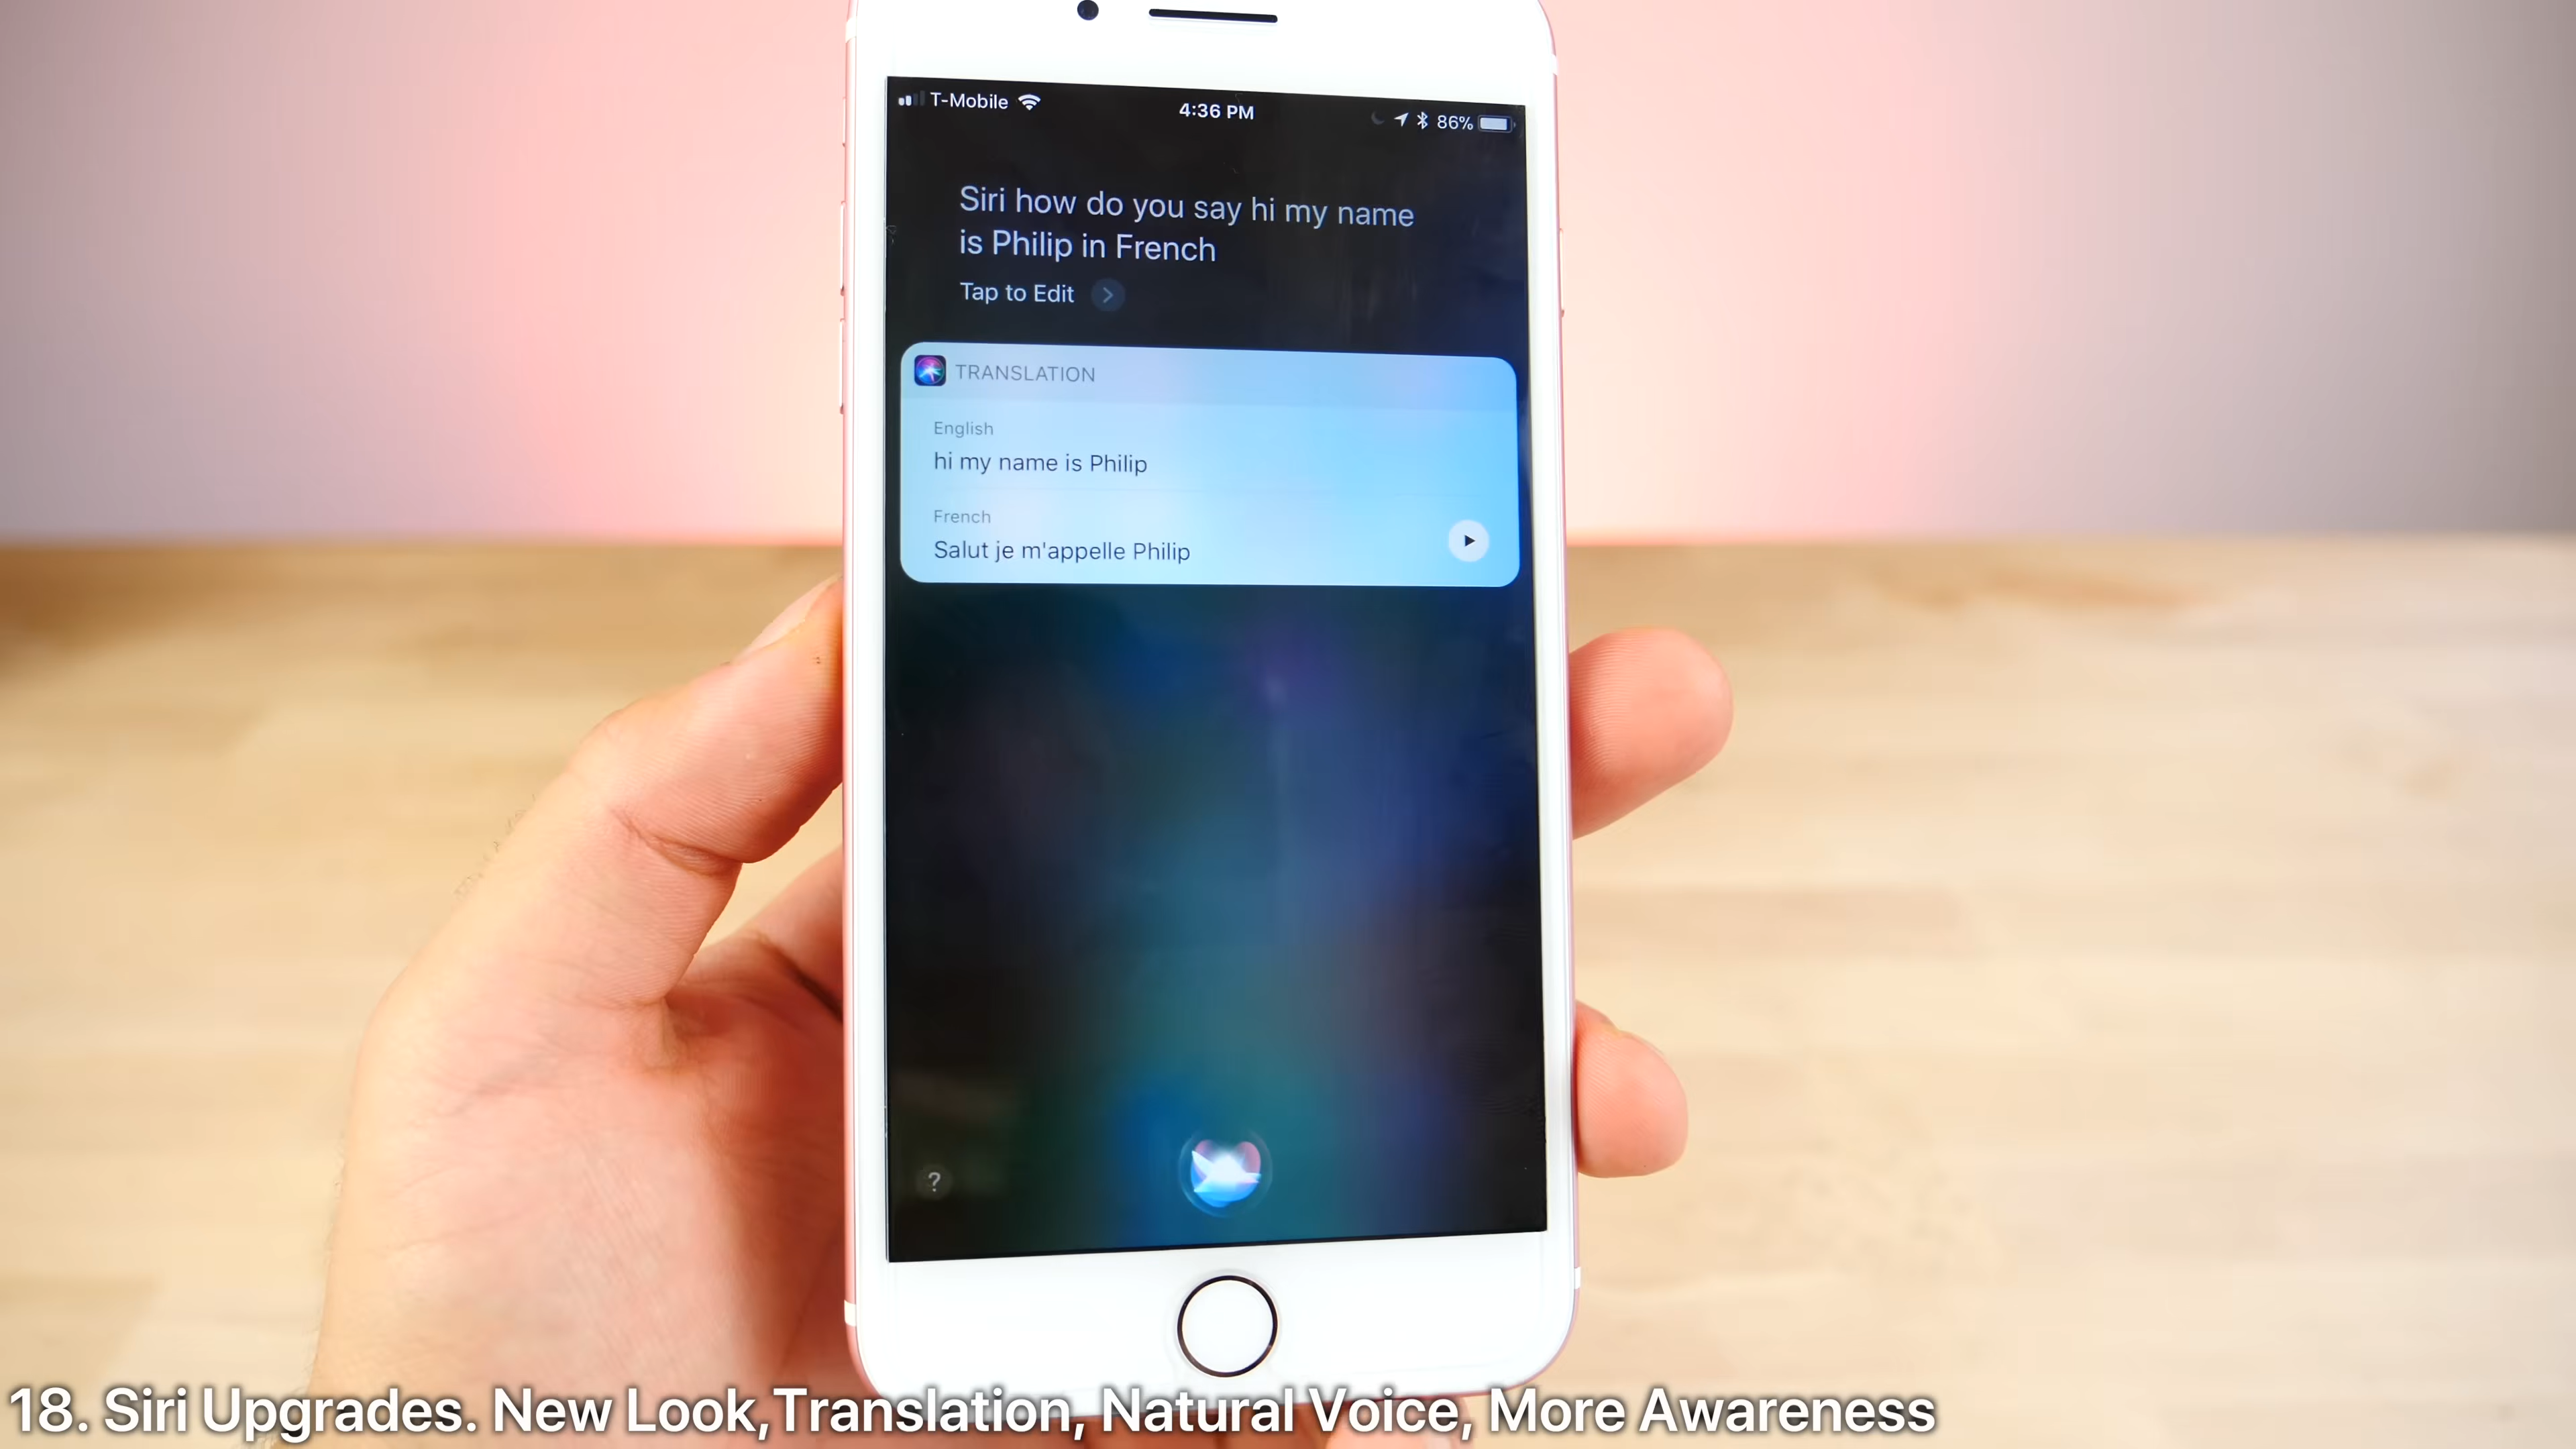 T-Mobile
4:36 PM
86%
Siri how do you say hi my name
is Philip in French
Tap to Edit
TRANSLATION
English
hi my name is Philip
French
Salut je m'appelle Philip
?
18. Siri Upgrades. New Look,Translation, Natural Voice, More Awareness